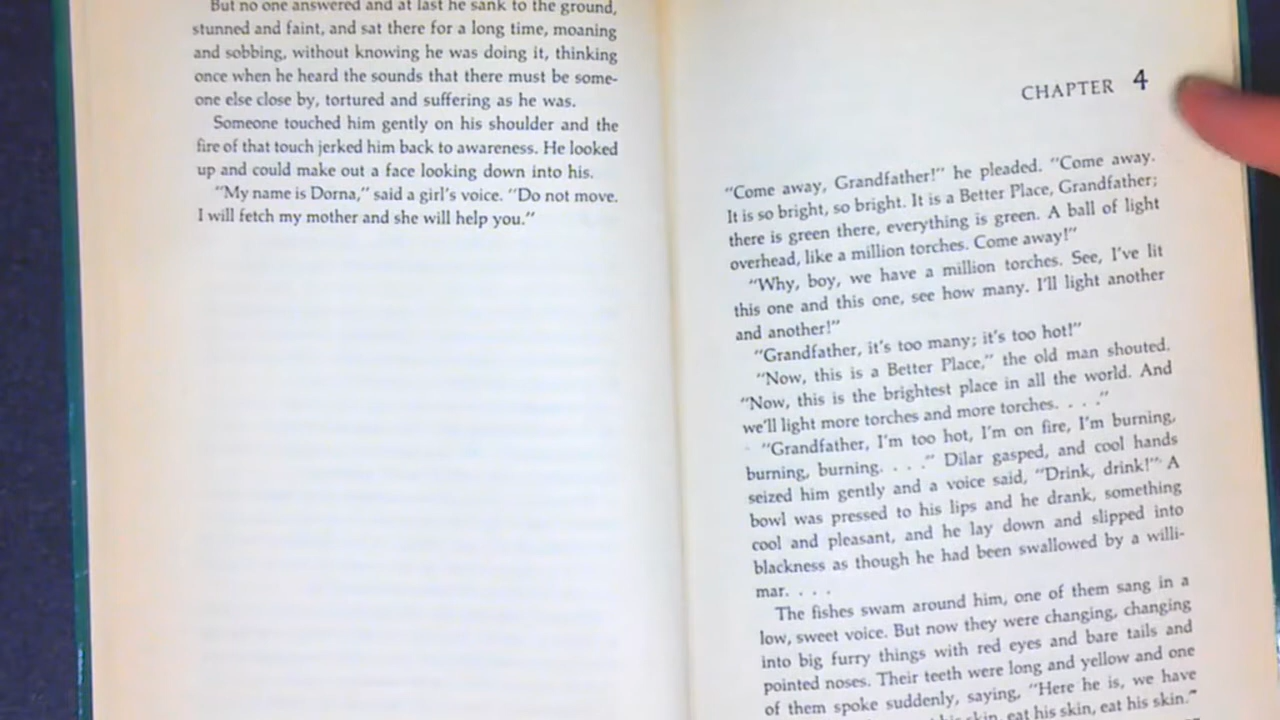 But no one answered and at last he sank to the ground,
stunned and faint, and sat there for a long time, moaning
and sobbing, without knowing he was doing it, thinking
once when he heard the sounds that there must be some-
one else close by, tortured and suffering as he was.
Someone touched him gently on his shoulder and the
fire of that touch jerked him back to awareness. He looked
up and could make out a face looking down into his.
"My name is Dorna," said a girl's voice. "Do not move.
I will fetch my mother and she will help you."
CHAPTER 4
"Come away, Grandfather!" he pleaded. "Come away.
It is so bright, so bright. It is a Better Place, Grandfather;
there is green there, everything is green. A ball of light
overhead, like a million torches. Come away!"
"Why, boy, we have a million torches. See, I've lit
this one and this one, see how many. I'll light another
and another!"
"Grandfather, it's too many; it's too hot!"
"Now, this is a Better Place," the old man shouted.
"Now, this is the brightest place in all the world. And
we'll light more torches and more torches. . . ."
"Grandfather, I'm too hot, I'm on fire, I'm burning,
burning, burning. . . ." Dilar gasped, and cool hands
seized him gently and a voice said, "Drink, drink!" A
bowl was pressed to his lips and he drank, something
cool and pleasant, and he lay down and slipped into
blackness as though he had been swallowed by a willi-
mar. . . .
The fishes swam around him, one of them sang in a
low, sweet voice. But now they were changing, changing
into big furry things with red eyes and bare tails and
pointed noses. Their teeth were long and yellow and one
of them spoke suddenly, saying, "Here he is, we have
his skin, eat his skin, eat his skin."